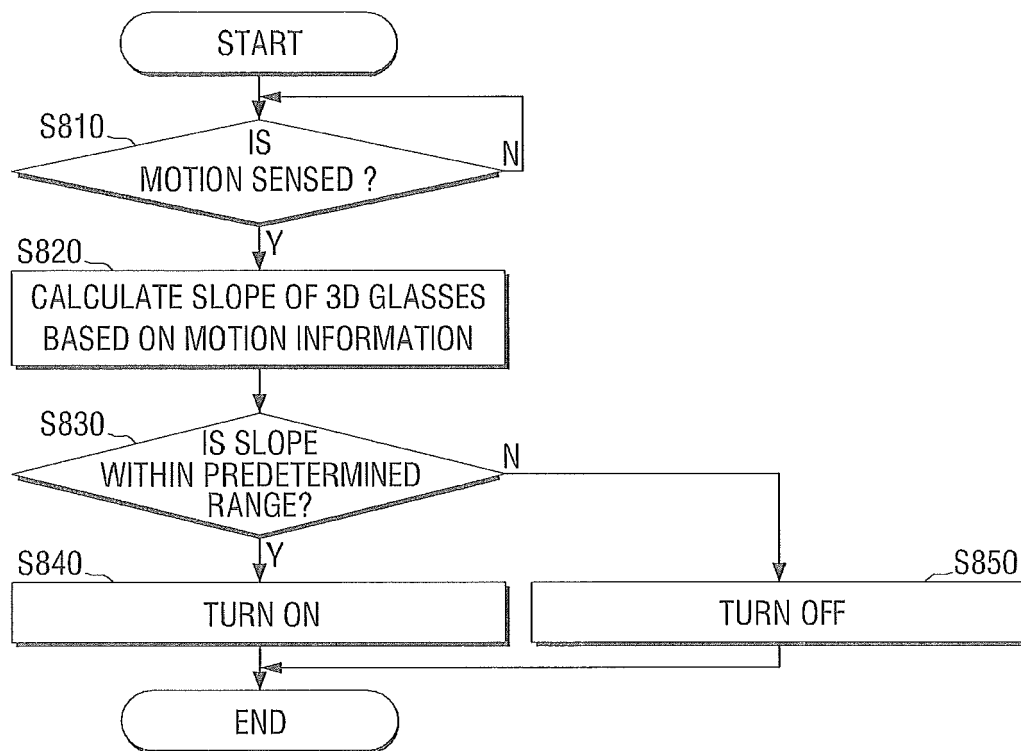 START
S810
IS
MOTION SENSED ?
N
Y
S820
CALCULATE SLOPE OF 3D GLASSES
BASED ON MOTION INFORMATION
S830
IS SLOPE
WITHIN PREDETERMINED
RANGE?
N
Y
S840
TURN ON
S850
TURN OFF
END